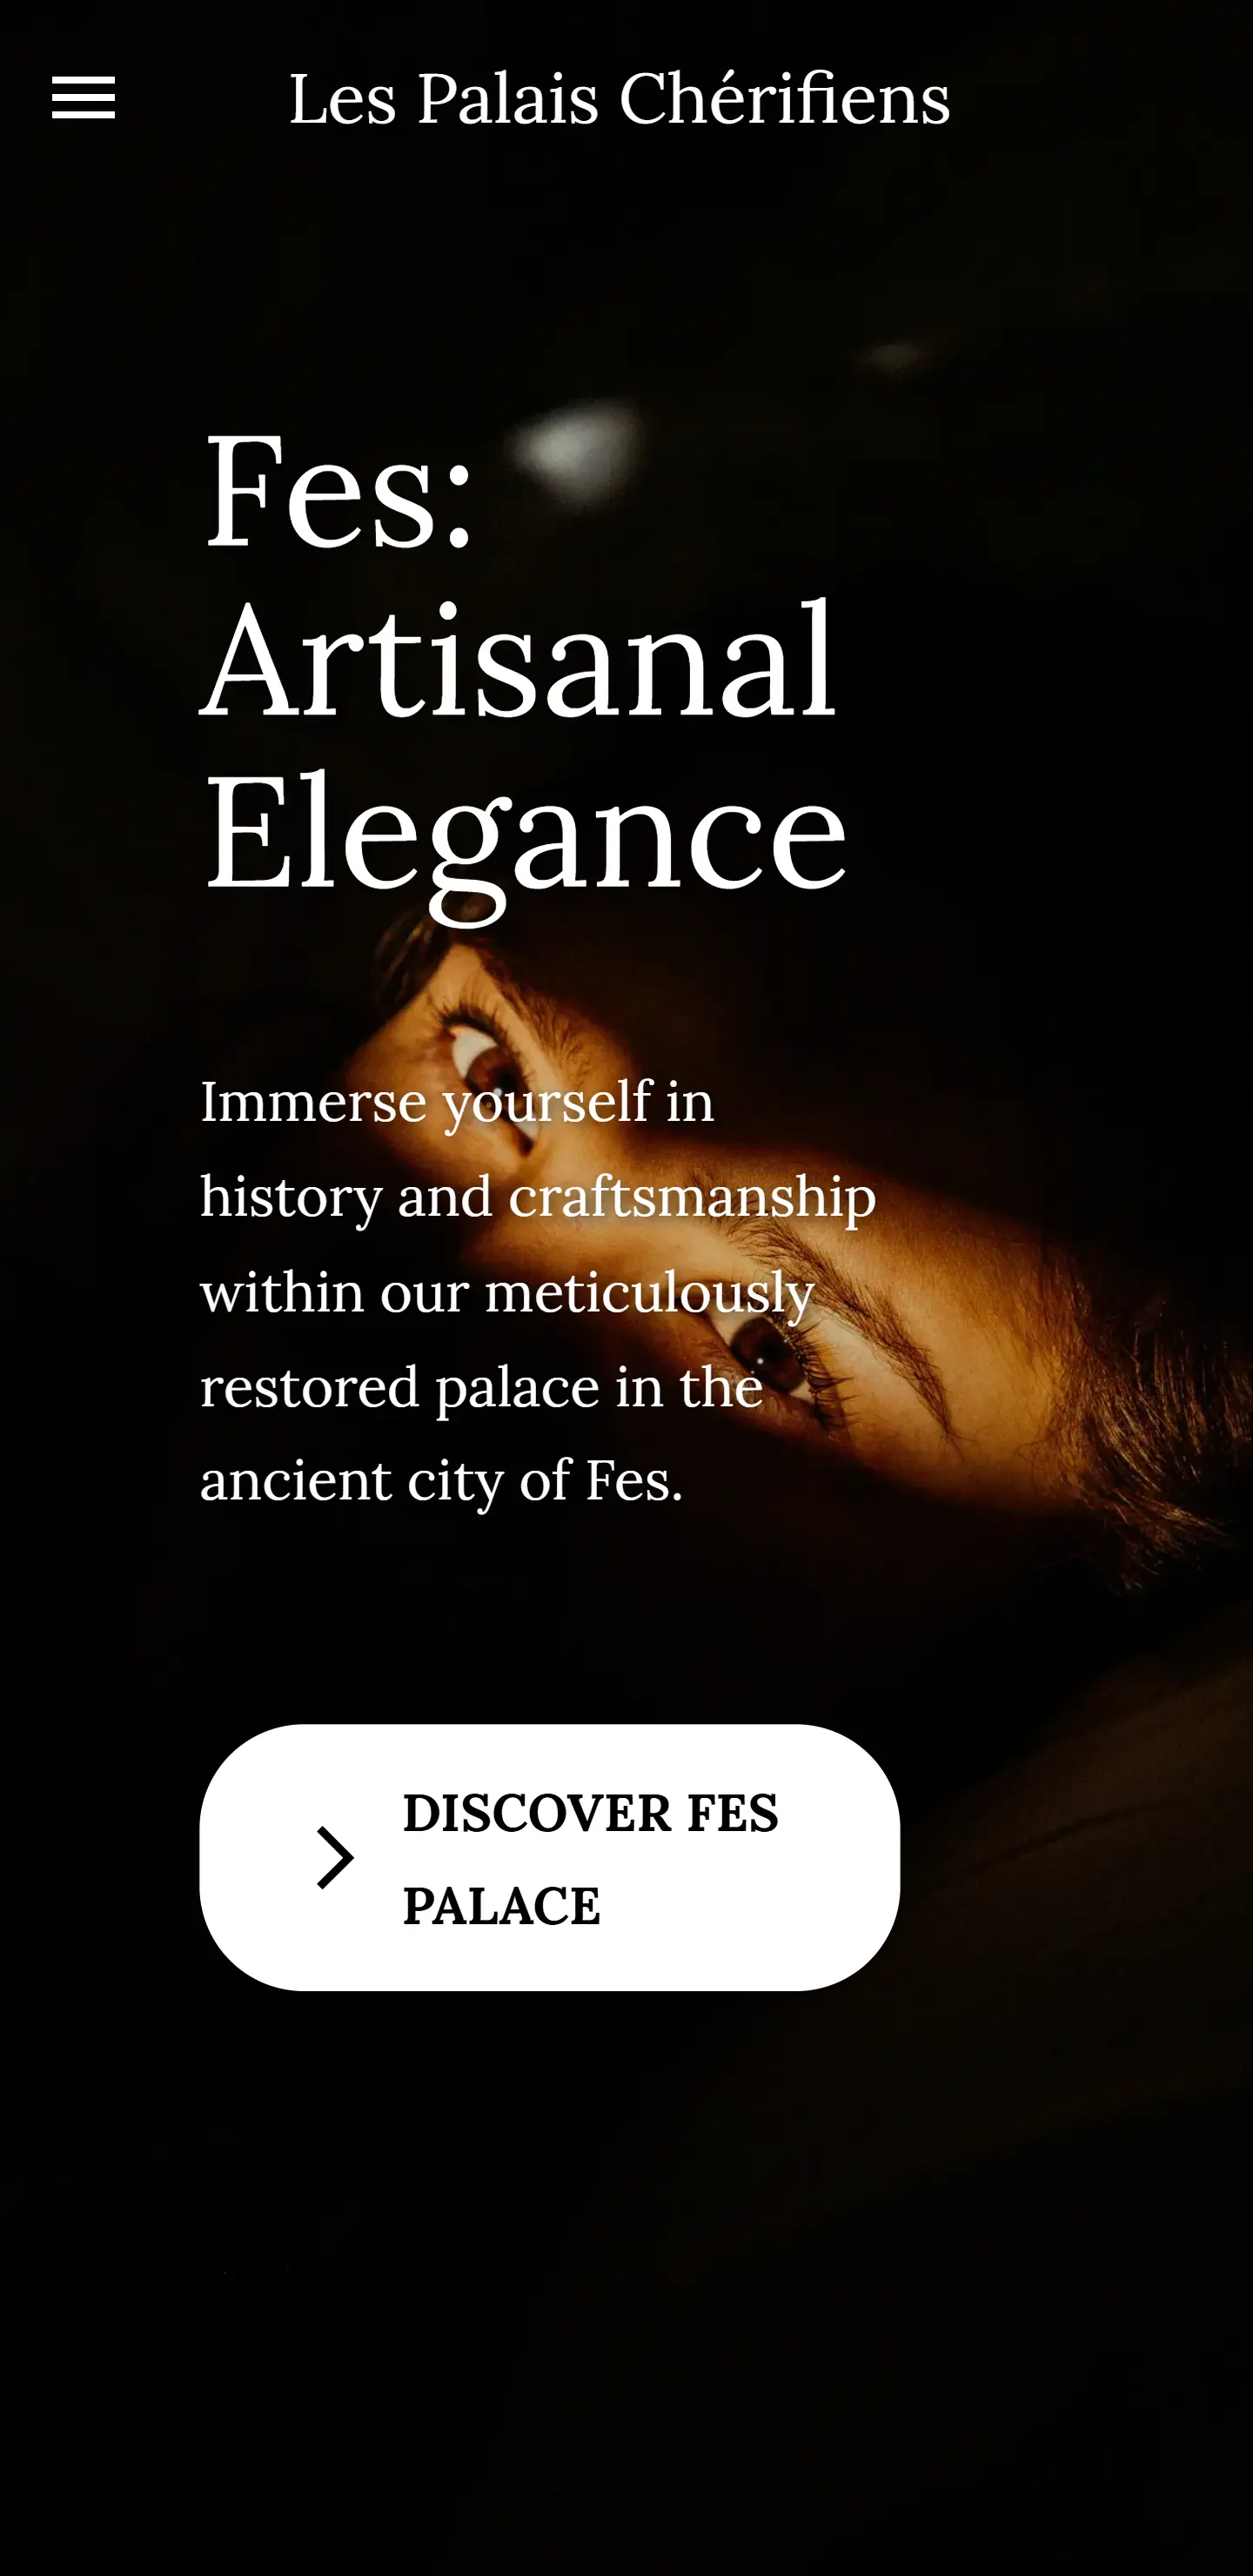 Les Palais Chérifiens
Fes:
Artisanal
Elegance
Immerse yourself in
history and craftsmanship
within our meticulously
restored palace in the
ancient city of Fes.
DISCOVER FES
PALACE